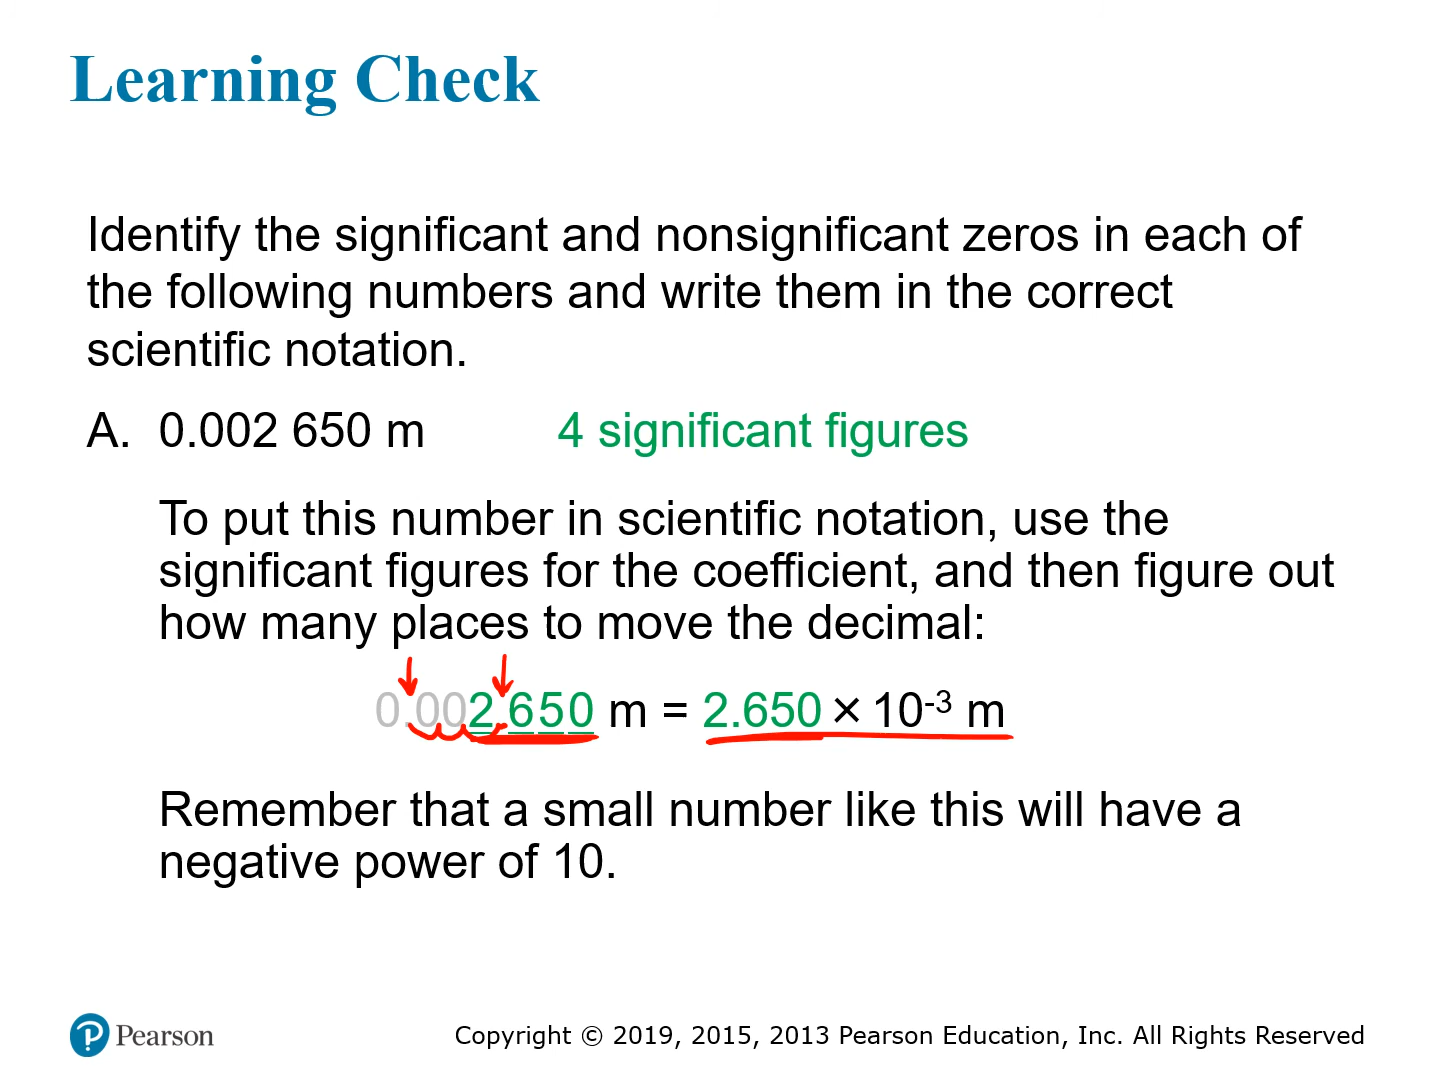 Learning Check
Identify the significant and nonsignificant zeros in each of
the following numbers and write them in the correct
scientific notation.
A. 0.002 650 m 4 significant figures
To put this number in scientific notation, use the
significant figures for the coefficient, and then figure out
how many places to move the decimal:
0.002.650 m = 2.650 × 10⁻³ m
Remember that a small number like this will have a
negative power of 10.
Pearson Copyright © 2019, 2015, 2013 Pearson Education, Inc. All Rights Reserved